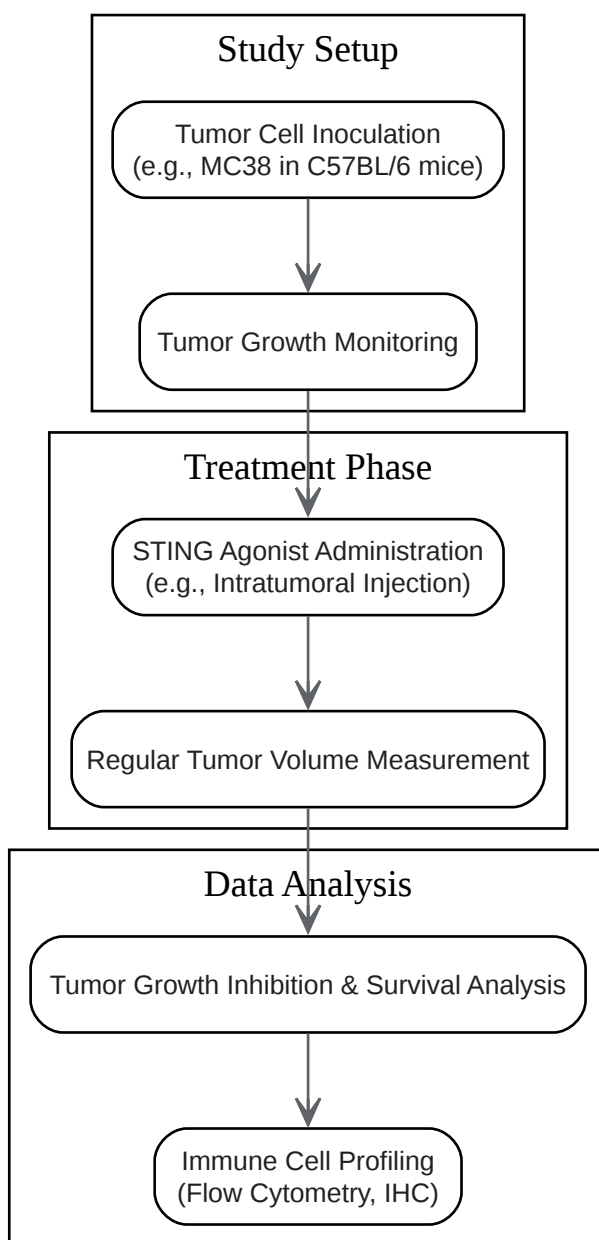 Study Setup
Tumor Cell Inoculation
(e.g., MC38 in C57BL/6 mice)
Tumor Growth Monitoring
Treatment Phase
STING Agonist Administration
(e.g., Intratumoral Injection)
Regular Tumor Volume Measurement
Data Analysis
Tumor Growth Inhibition & Survival Analysis
Immune Cell Profiling
(Flow Cytometry, IHC)